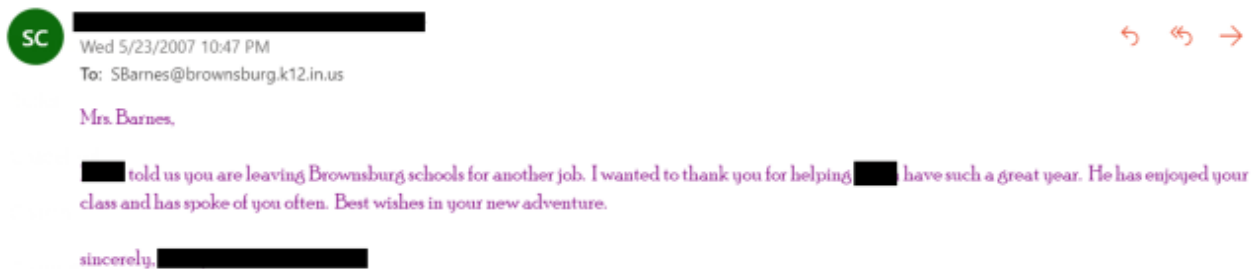 SC
Wed 5/23/2007 10:47 PM
To: SBarnes@brownsburg.k12.in.us
Mrs. Barnes,
told us you are leaving Brownsburg schools for another job. I wanted to thank you for helping have such a great year. He has enjoyed your
class and has spoke of you often. Best wishes in your new adventure.
sincerely,